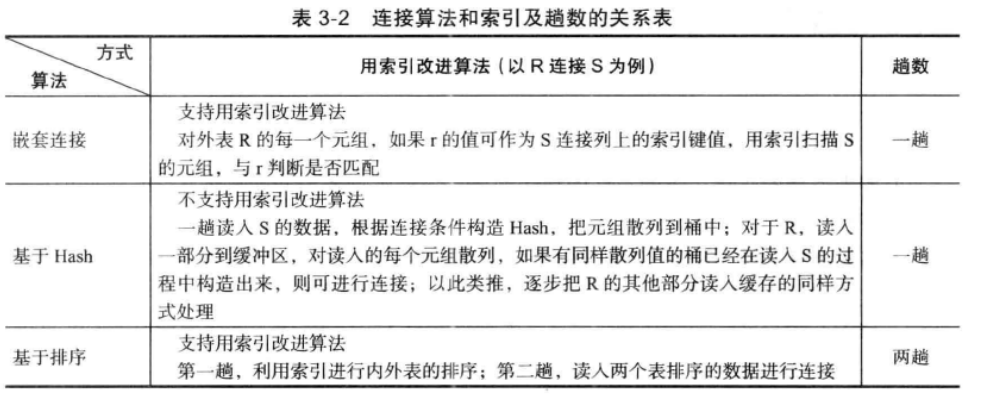 表 3-2 连接算法和索引及趟数的关系表
方式
算法
用索引改进算法（以 R 连接 S 为例）
趟数
嵌套连接
支持用索引改进算法
对外表 R 的每一个元组，如果 r 的值可作为 S 连接列上的索引键值，用索引扫描 S
的元组，与 r 判断是否匹配
一趟
基于 Hash
不支持用索引改进算法
一趟读入 S 的数据，根据连接条件构造 Hash，把元组散列到桶中；对于 R，读入
一部分到缓冲区，对读入的每个元组散列，如果有同样散列值的桶已经在读入 S 的过
程中构造出来，则可进行连接；以此类推，逐步把 R 的其他部分读入缓存的同样方
式处理
一趟
基于排序
支持用索引改进算法
第一趟，利用索引进行内外表的排序；第二趟，读入两个表排序的数据进行连接
两趟